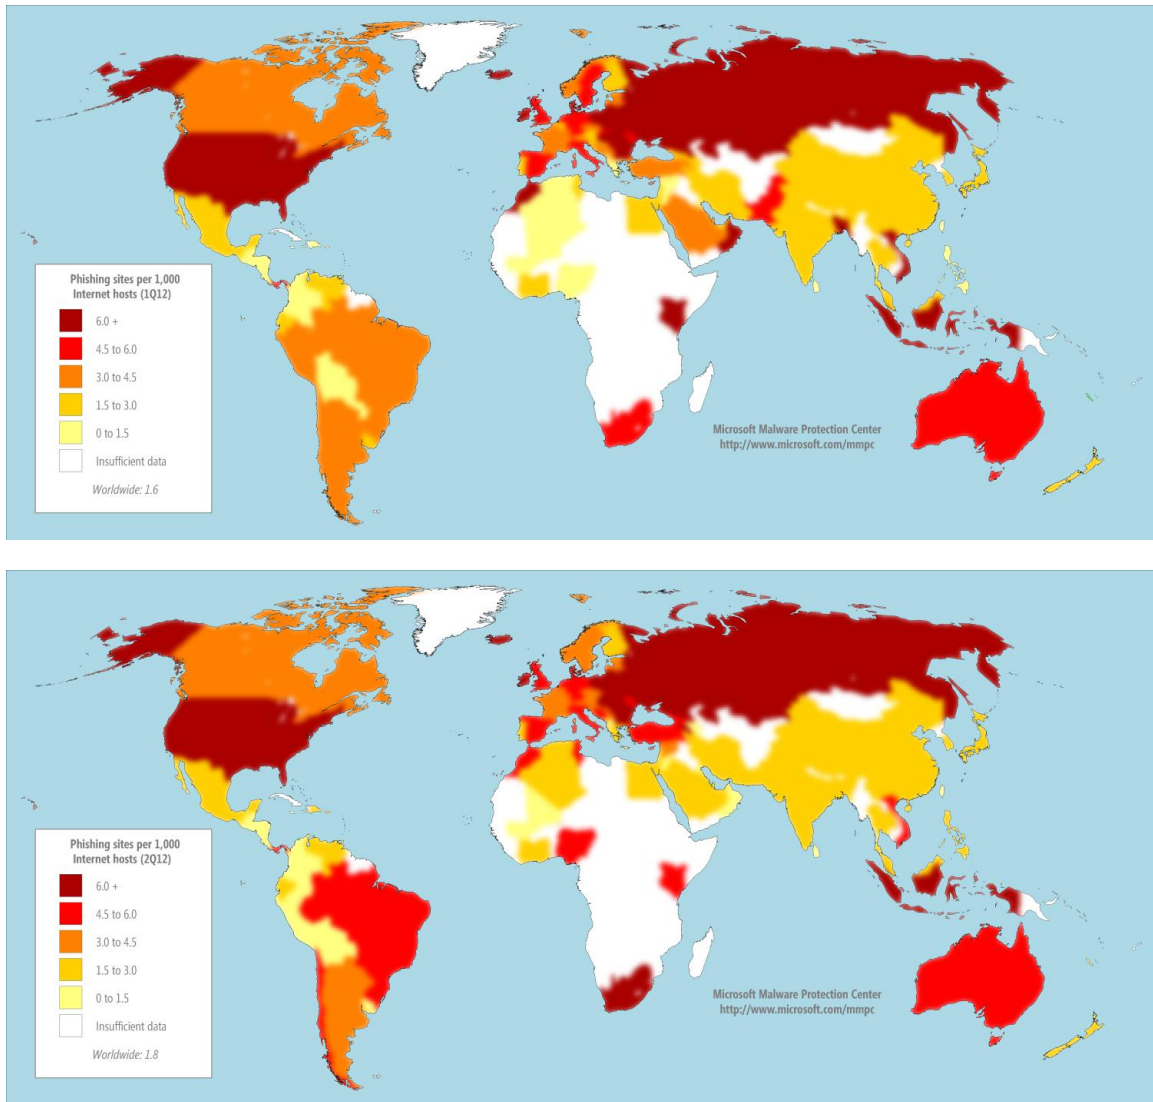 Phishing sites per 1,000
Internet hosts (1Q12)
6.0 +
4.5 to 6.0
3.0 to 4.5
1.5 to 3.0
0 to 1.5
Insufficient data
Worldwide: 1.6
Microsoft Malware Protection Center
http://www.microsoft.com/mmpc
Phishing sites per 1,000
Internet hosts (2Q12)
6.0 +
4.5 to 6.0
3.0 to 4.5
1.5 to 3.0
0 to 1.5
Insufficient data
Worldwide: 1.8
Microsoft Malware Protection Center
http://www.microsoft.com/mmpc